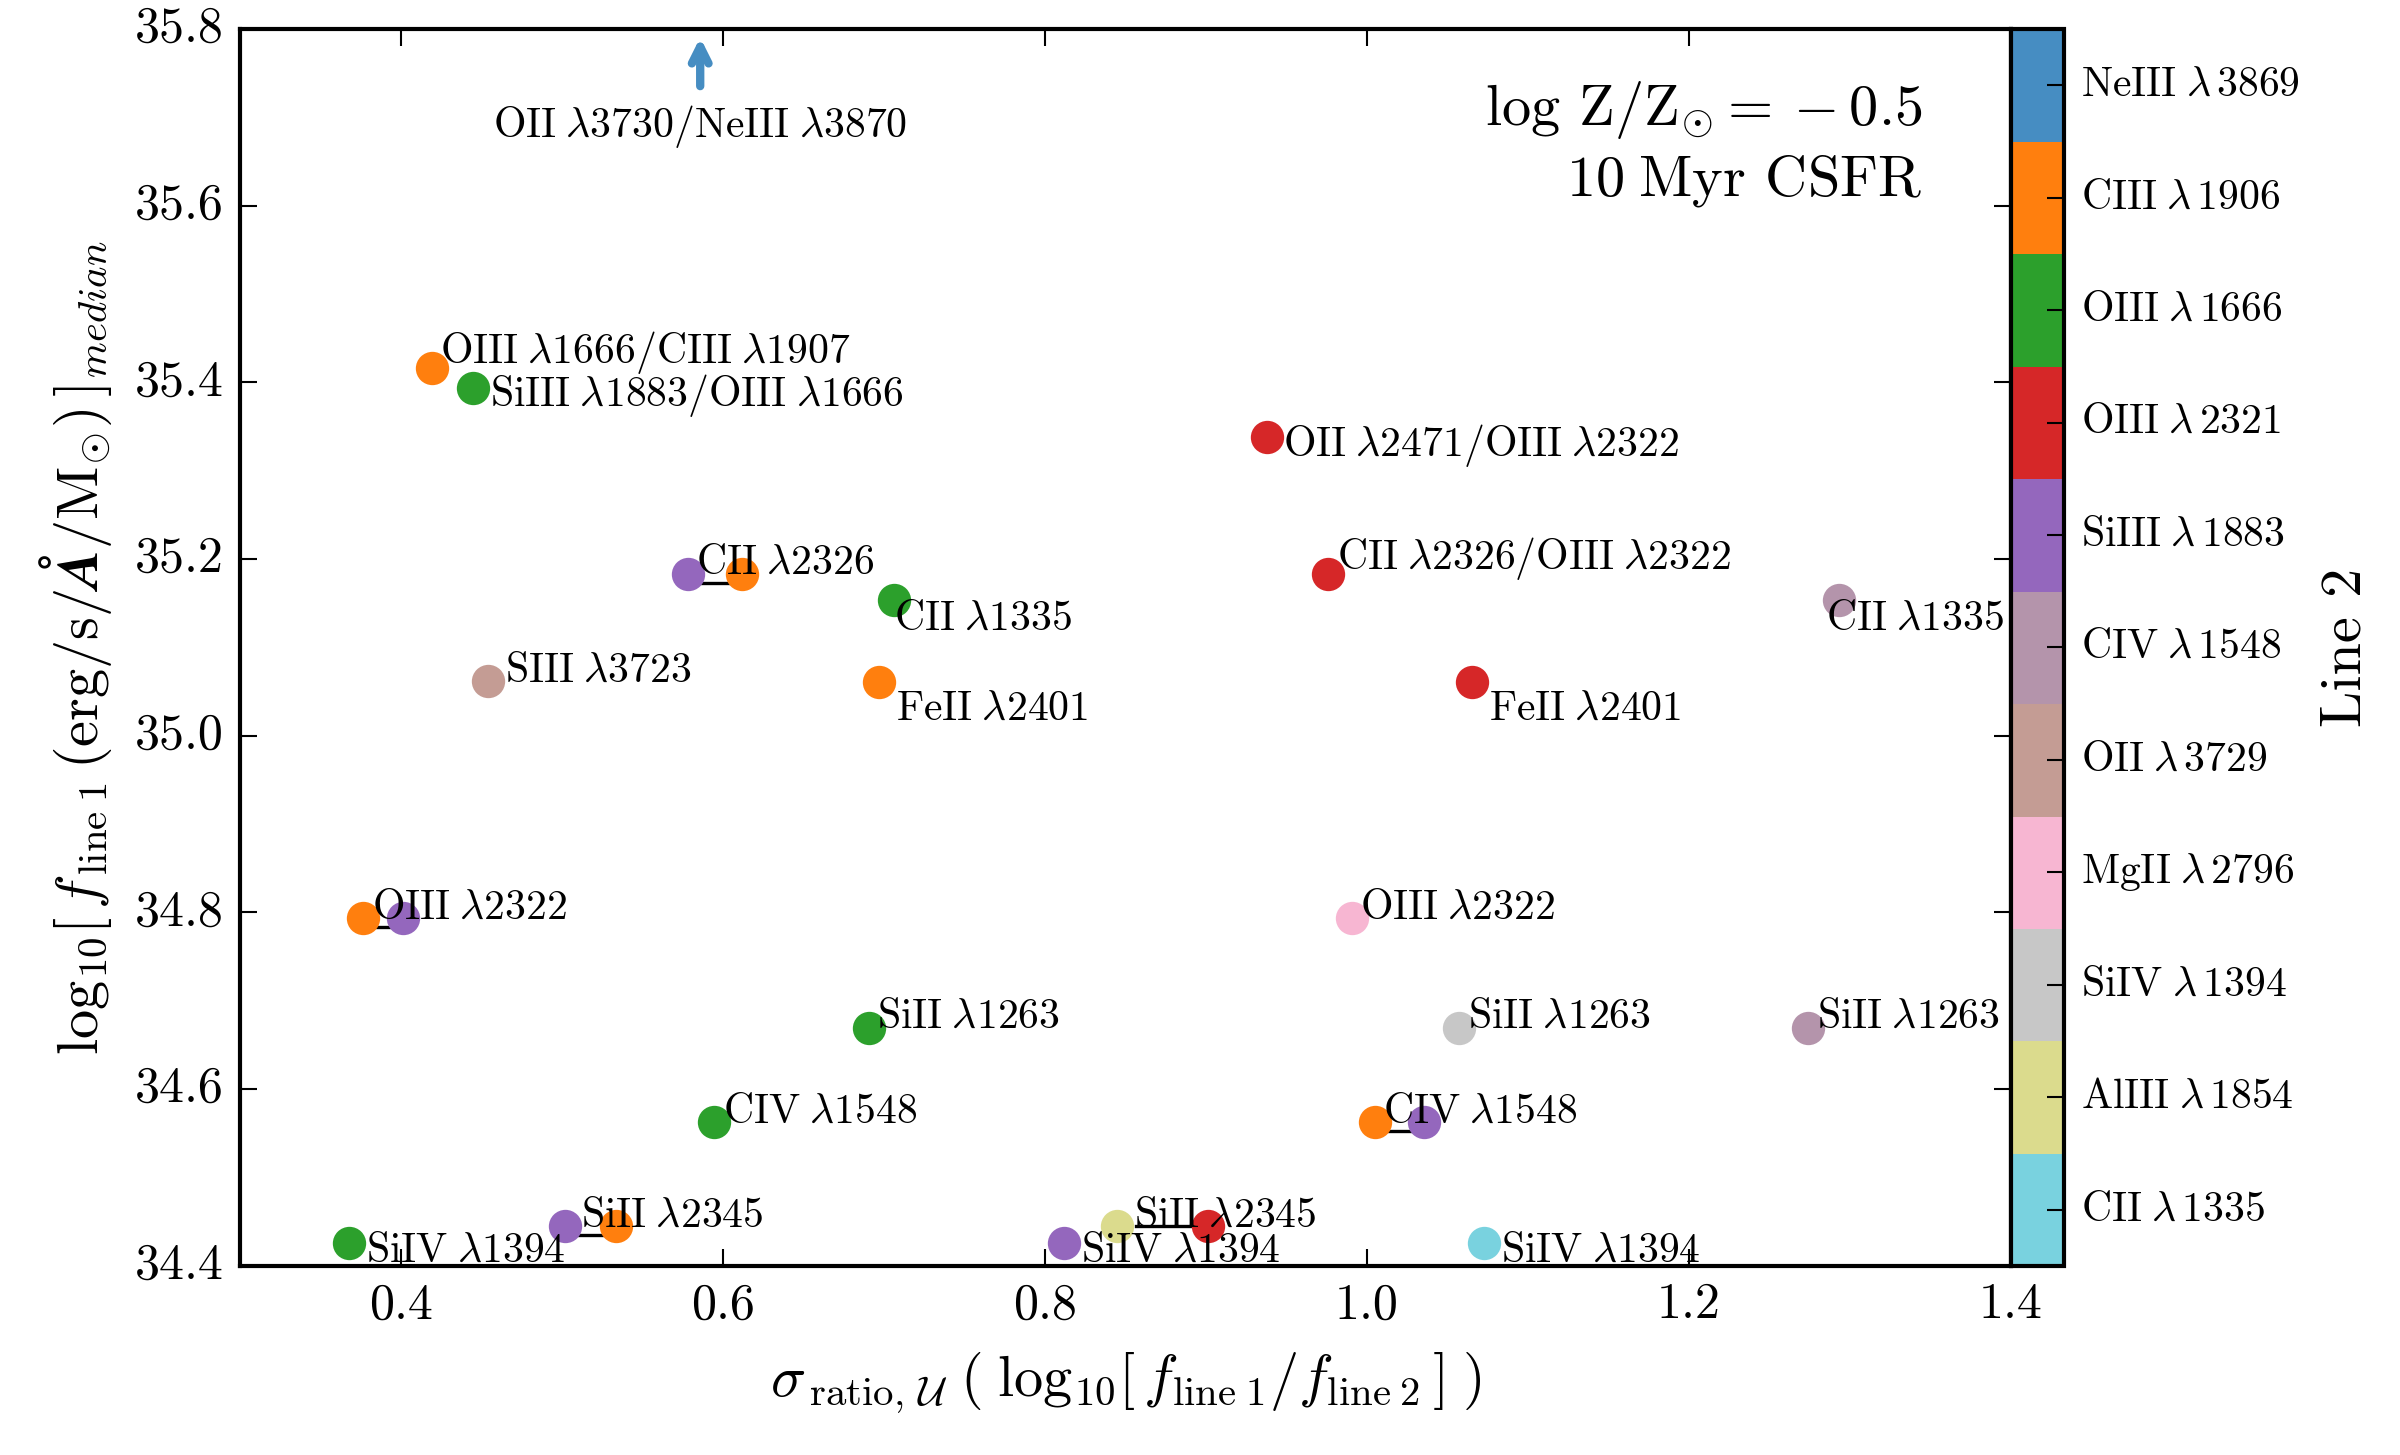 35.8
35.6
35.4
35.2
35.0
34.8
34.6
34.4
log₁₀[f_line 1 (erg/s/Å/M⊙)]_median
log Z/Z⊙ = −0.5
10 Myr CSFR
OII λ3730/NeIII λ3870
OIII λ1666/CIII λ1907
SiIII λ1883/OIII λ1666
OII λ2471/OIII λ2322
CII λ2326
CII λ2326/OIII λ2322
CII λ1335
CII λ1335
SIII λ3723
FeII λ2401
FeII λ2401
OIII λ2322
OIII λ2322
SiII λ1263
SiII λ1263
SiII λ1263
CIV λ1548
CIV λ1548
SiII λ2345
SiII λ2345
SiIV λ1394
SiIV λ1394
SiIV λ1394
0.4 0.6 0.8 1.0 1.2 1.4
σ_ratio, 𝒰 ( log₁₀[ f_line 1/f_line 2 ] )
NeIII λ3869
CIII λ1906
OIII λ1666
OIII λ2321
SiIII λ1883
CIV λ1548
OII λ3729
MgII λ2796
SiIV λ1394
AlIII λ1854
CII λ1335
Line 2